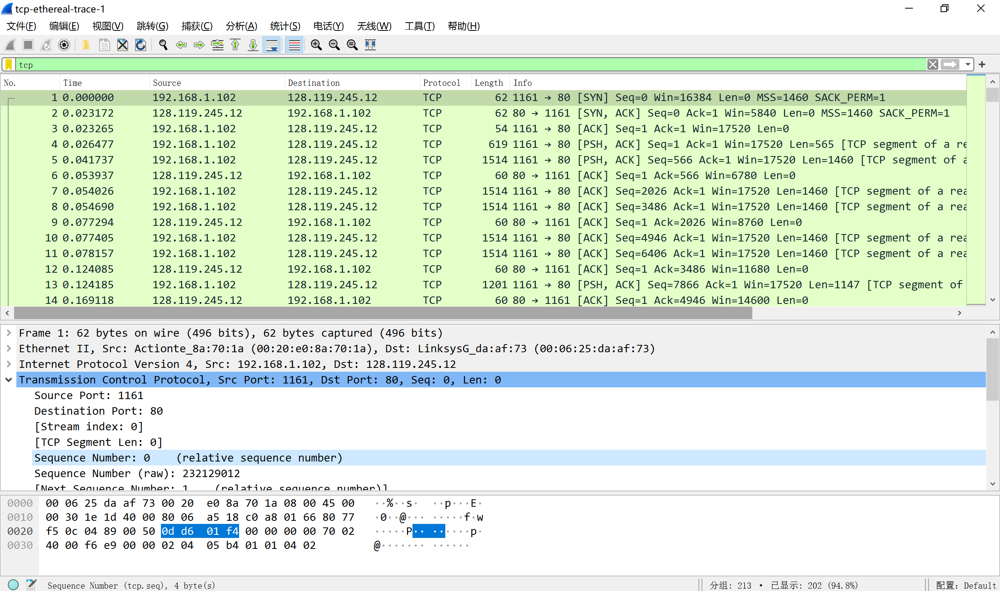 tcp-ethereal-trace-1
文件(F) 编辑(E) 视图(V) 跳转(G) 捕获(C) 分析(A) 统计(S) 电话(Y) 无线(W) 工具(T) 帮助(H)
tcp
No. Time Source Destination Protocol Length Info
1 0.000000 192.168.1.102 128.119.245.12 TCP 62 1161 → 80 [SYN] Seq=0 Win=16384 Len=0 MSS=1460 SACK_PERM=1
2 0.023172 128.119.245.12 192.168.1.102 TCP 62 80 → 1161 [SYN, ACK] Seq=0 Ack=1 Win=5840 Len=0 MSS=1460 SACK_PERM=1
3 0.023265 192.168.1.102 128.119.245.12 TCP 54 1161 → 80 [ACK] Seq=1 Ack=1 Win=17520 Len=0
4 0.026477 192.168.1.102 128.119.245.12 TCP 619 1161 → 80 [PSH, ACK] Seq=1 Ack=1 Win=17520 Len=565 [TCP segment of a re
5 0.041737 192.168.1.102 128.119.245.12 TCP 1514 1161 → 80 [PSH, ACK] Seq=566 Ack=1 Win=17520 Len=1460 [TCP segment of a
6 0.053937 128.119.245.12 192.168.1.102 TCP 60 80 → 1161 [ACK] Seq=1 Ack=566 Win=6780 Len=0
7 0.054026 192.168.1.102 128.119.245.12 TCP 1514 1161 → 80 [ACK] Seq=2026 Ack=1 Win=17520 Len=1460 [TCP segment of a rea
8 0.054690 192.168.1.102 128.119.245.12 TCP 1514 1161 → 80 [ACK] Seq=3486 Ack=1 Win=17520 Len=1460 [TCP segment of a rea
9 0.077294 128.119.245.12 192.168.1.102 TCP 60 80 → 1161 [ACK] Seq=1 Ack=2026 Win=8760 Len=0
10 0.077405 192.168.1.102 128.119.245.12 TCP 1514 1161 → 80 [ACK] Seq=4946 Ack=1 Win=17520 Len=1460 [TCP segment of a rea
11 0.078157 192.168.1.102 128.119.245.12 TCP 1514 1161 → 80 [ACK] Seq=6406 Ack=1 Win=17520 Len=1460 [TCP segment of a rea
12 0.124085 128.119.245.12 192.168.1.102 TCP 60 80 → 1161 [ACK] Seq=1 Ack=3486 Win=11680 Len=0
13 0.124185 192.168.1.102 128.119.245.12 TCP 1201 1161 → 80 [PSH, ACK] Seq=7866 Ack=1 Win=17520 Len=1147 [TCP segment of
14 0.169118 128.119.245.12 192.168.1.102 TCP 60 80 → 1161 [ACK] Seq=1 Ack=4946 Win=14600 Len=0
Frame 1: 62 bytes on wire (496 bits), 62 bytes captured (496 bits)
Ethernet II, Src: Actionte_8a:70:1a (00:20:e0:8a:70:1a), Dst: LinksysG_da:af:73 (00:06:25:da:af:73)
Internet Protocol Version 4, Src: 192.168.1.102, Dst: 128.119.245.12
Transmission Control Protocol, Src Port: 1161, Dst Port: 80, Seq: 0, Len: 0
Source Port: 1161
Destination Port: 80
[Stream index: 0]
[TCP Segment Len: 0]
Sequence Number: 0 (relative sequence number)
Sequence Number (raw): 232129012
[Next Sequence Number: 1 (relative sequence number)]
0000 00 06 25 da af 73 00 20 e0 8a 70 1a 08 00 45 00 ··%··s· ··p···E·
0010 00 30 1e 1d 40 00 80 06 a5 18 c0 a8 01 66 80 77 ·0··@··· ·····f·w
0020 f5 0c 04 89 00 50 0d d6 01 f4 00 00 00 00 70 02 ·····P·· ······p·
0030 40 00 f6 e9 00 00 02 04 05 b4 01 01 04 02 @······· ······
Sequence Number (tcp.seq), 4 byte(s) 分组: 213 · 已显示: 202 (94.8%) 配置: Default